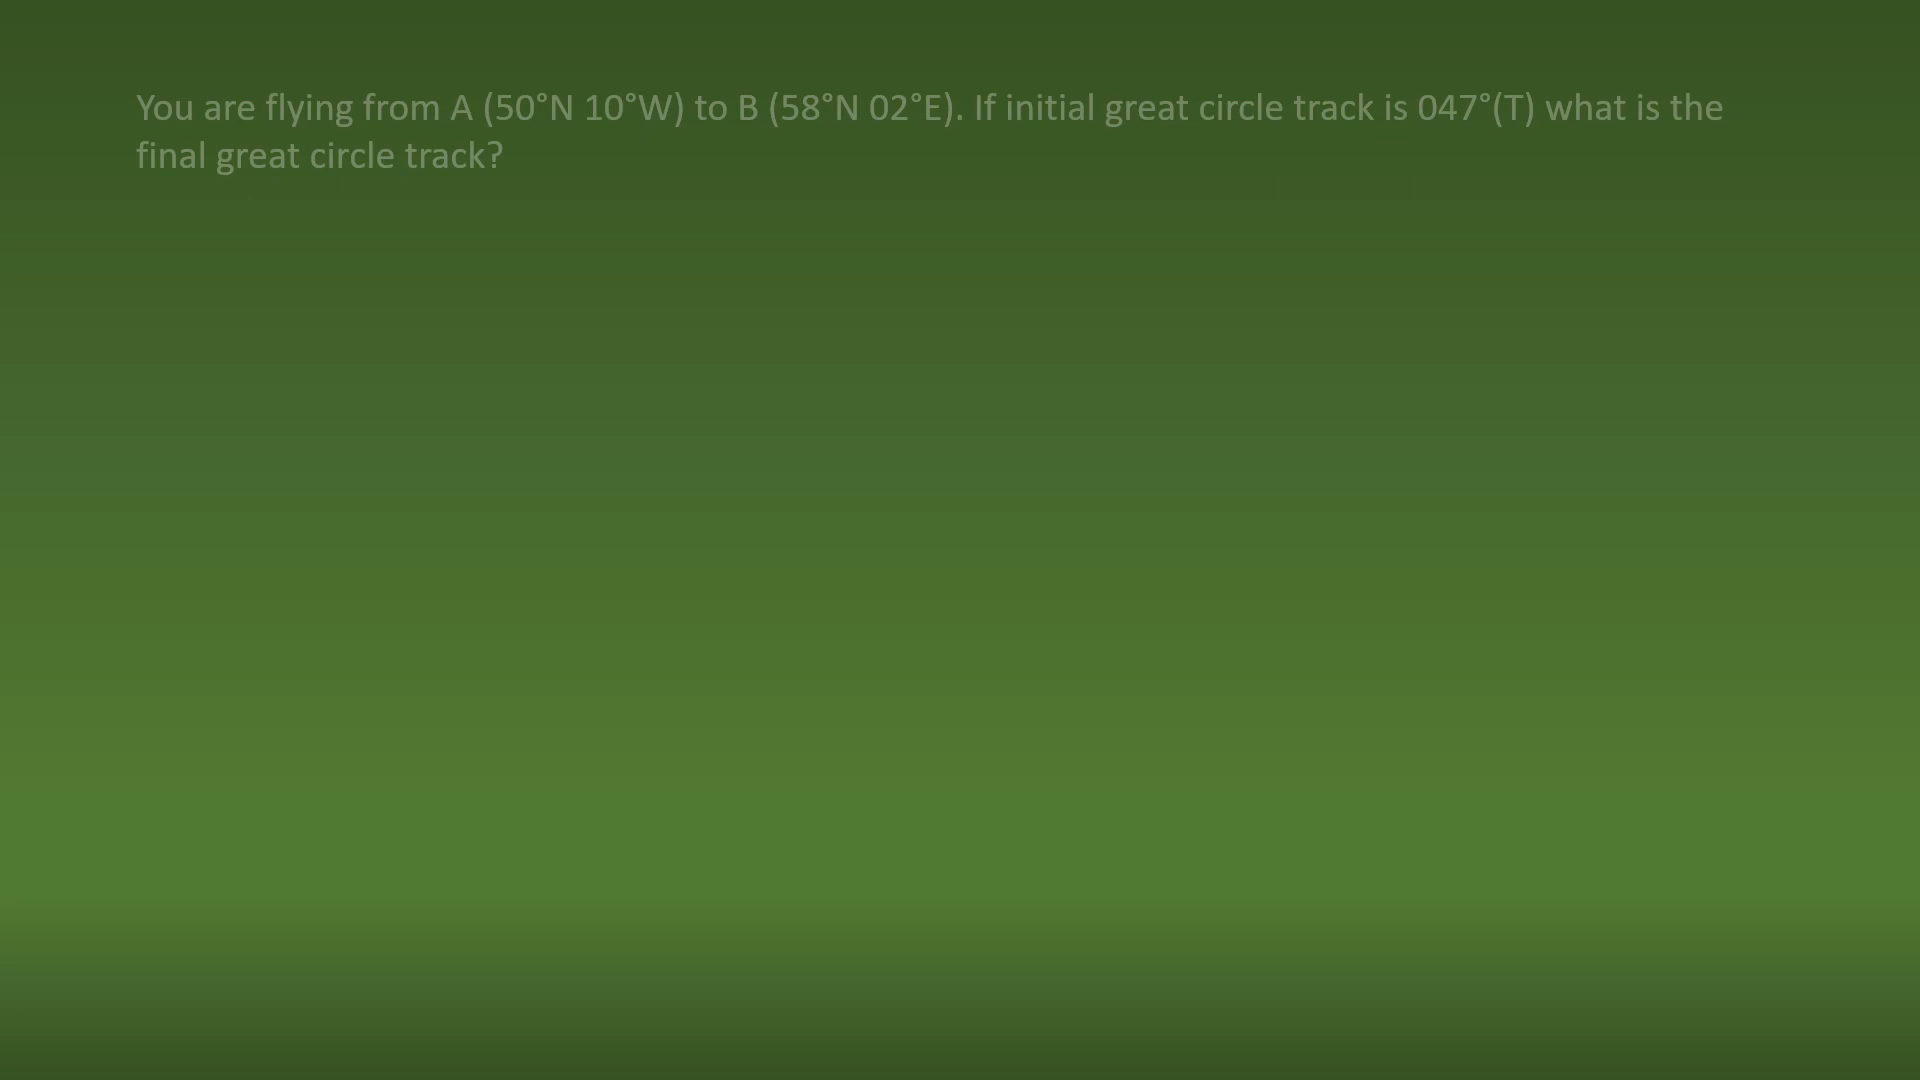 You are flying from A (50°N 10°W) to B (58°N 02°E). If initial great circle track is 047°(T) what is the
final great circle track?